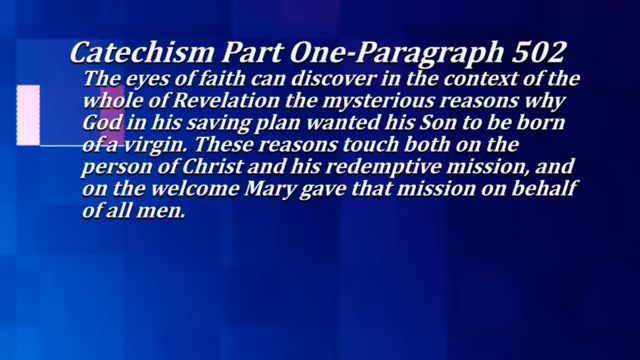 Catechism Part One-Paragraph 502
The eyes of faith can discover in the context of the
whole of Revelation the mysterious reasons why
God in his saving plan wanted his Son to be born
of a virgin. These reasons touch both on the
person of Christ and his redemptive mission, and
on the welcome Mary gave that mission on behalf
of all men.